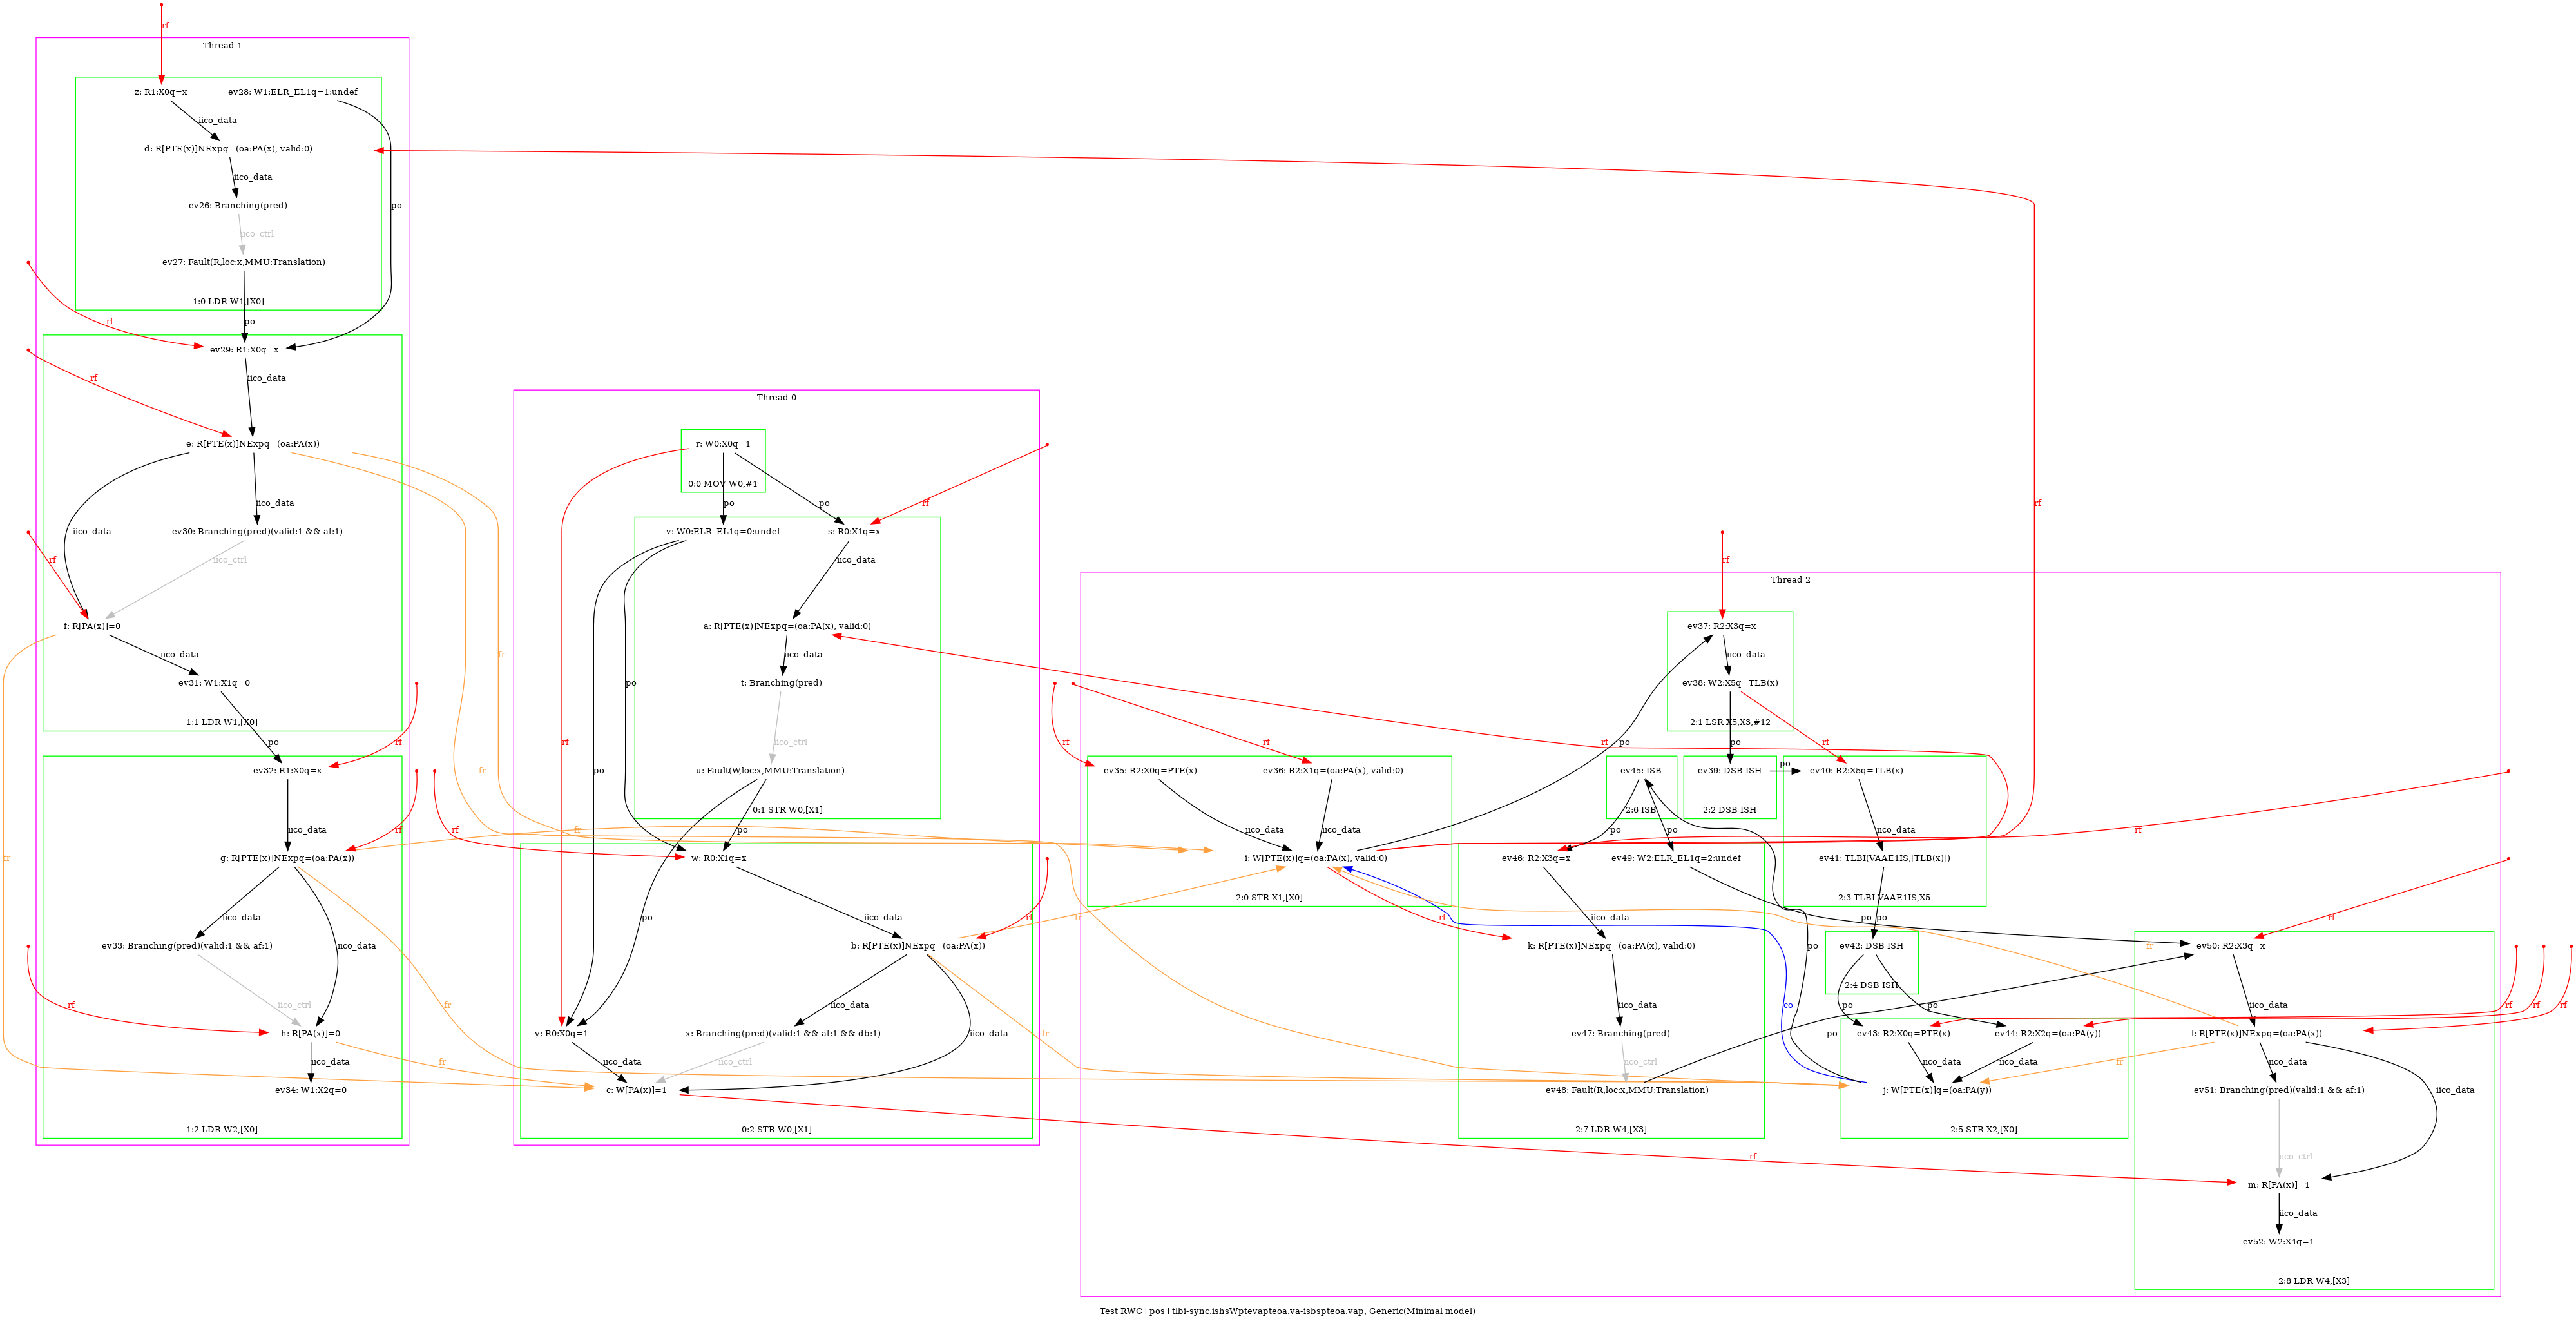 rf
Thread 1
z: R1:X0q=x
ev28: W1:ELR_EL1q=1:undef
iico_data
d: R[PTE(x)]NExpq=(oa:PA(x), valid:0)
iico_data
ev26: Branching(pred)
po
iico_ctrl
ev27: Fault(R,loc:x,MMU:Translation)
1:0 LDR W1,[X0]
rf
po
ev29: R1:X0q=x
rf
iico_data
e: R[PTE(x)]NExpq=(oa:PA(x))
iico_data
iico_data
ev30: Branching(pred)(valid:1 && af:1)
rf
iico_ctrl
f: R[PA(x)]=0
iico_data
ev31: W1:X1q=0
1:1 LDR W1,[X0]
po
rf
ev32: R1:X0q=x
fr
iico_data
rf
g: R[PTE(x)]NExpq=(oa:PA(x))
fr
iico_data
ev33: Branching(pred)(valid:1 && af:1)
iico_data
rf
iico_ctrl
fr
h: R[PA(x)]=0
iico_data
fr
ev34: W1:X2q=0
1:2 LDR W2,[X0]
Thread 0
r: W0:X0q=1
0:0 MOV W0,#1
po
po
rf
v: W0:ELR_EL1q=0:undef
s: R0:X1q=x
iico_data
a: R[PTE(x)]NExpq=(oa:PA(x), valid:0)
fr
iico_data
po
t: Branching(pred)
rf
iico_ctrl
po
u: Fault(W,loc:x,MMU:Translation)
0:1 STR W0,[X1]
rf
fr
po
w: R0:X1q=x
po
iico_data
rf
fr
b: R[PTE(x)]NExpq=(oa:PA(x))
iico_data
x: Branching(pred)(valid:1 && af:1 && db:1)
y: R0:X0q=1
fr
iico_data
iico_data
iico_ctrl
c: W[PA(x)]=1
0:2 STR W0,[X1]
rf
rf
Thread 2
ev37: R2:X3q=x
iico_data
ev38: W2:X5q=TLB(x)
2:1 LSR X5,X3,#12
rf
rf
rf
po
po
rf
po
ev35: R2:X0q=PTE(x)
ev36: R2:X1q=(oa:PA(x), valid:0)
ev45: ISB
2:6 ISB
ev39: DSB ISH
2:2 DSB ISH
ev40: R2:X5q=TLB(x)
iico_data
iico_data
po
po
iico_data
rf
i: W[PTE(x)]q=(oa:PA(x), valid:0)
2:0 STR X1,[X0]
ev46: R2:X3q=x
ev49: W2:ELR_EL1q=2:undef
ev41: TLBI(VAAE1IS,[TLB(x)])
2:3 TLBI VAAE1IS,X5
rf
iico_data
po
po
rf
k: R[PTE(x)]NExpq=(oa:PA(x), valid:0)
po
ev42: DSB ISH
2:4 DSB ISH
fr
ev50: R2:X3q=x
iico_data
co
po
po
po
iico_data
rf
rf
rf
ev47: Branching(pred)
ev43: R2:X0q=PTE(x)
ev44: R2:X2q=(oa:PA(y))
l: R[PTE(x)]NExpq=(oa:PA(x))
iico_ctrl
iico_data
iico_data
fr
iico_data
iico_data
ev48: Fault(R,loc:x,MMU:Translation)
2:7 LDR W4,[X3]
j: W[PTE(x)]q=(oa:PA(y))
2:5 STR X2,[X0]
ev51: Branching(pred)(valid:1 && af:1)
rf
iico_ctrl
m: R[PA(x)]=1
iico_data
ev52: W2:X4q=1
2:8 LDR W4,[X3]
Test RWC+pos+tlbi-sync.ishsWptevapteoa.va-isbspteoa.vap, Generic(Minimal model)